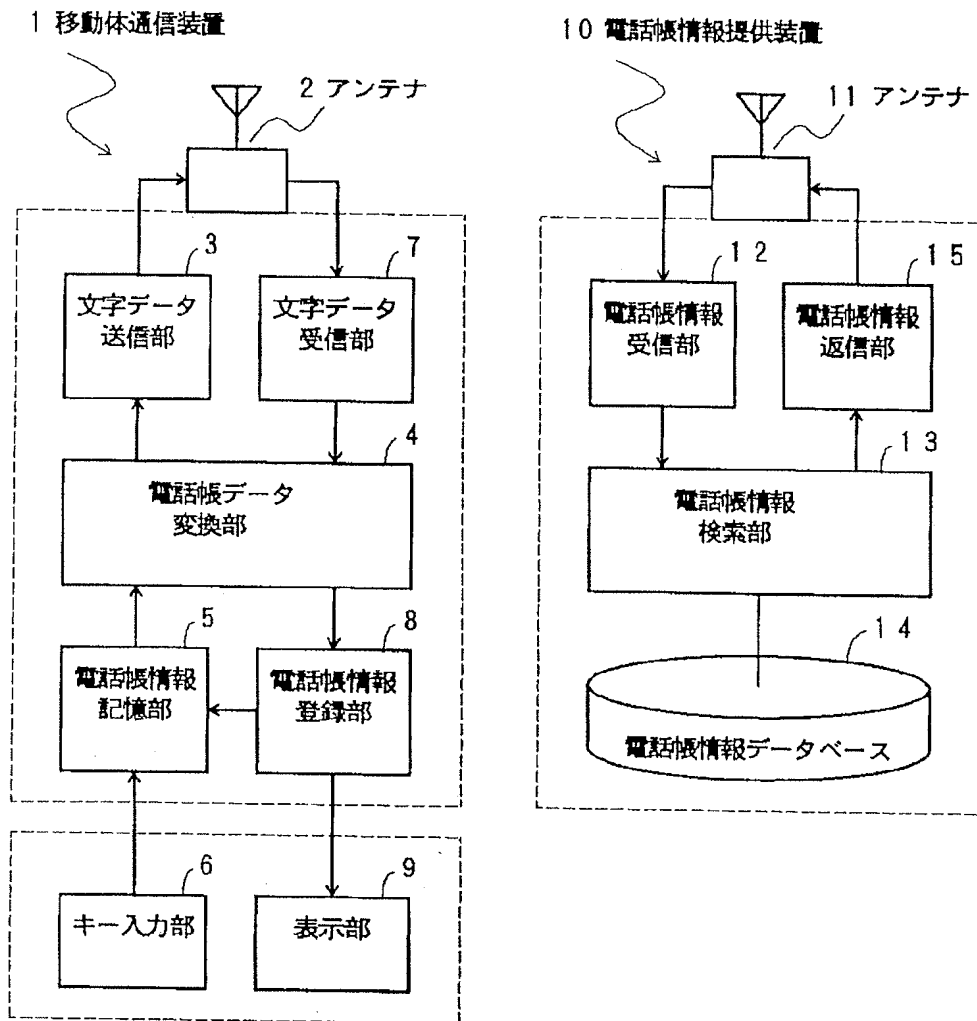 1 移動体通信装置
2 アンテナ
3
文字データ
送信部
7
文字データ
受信部
4
電話帳データ
変換部
5
電話帳情報
記憶部
8
電話帳情報
登録部
6
キー入力部
9
表示部
10 電話帳情報提供装置
11 アンテナ
12
電話帳情報
受信部
15
電話帳情報
返信部
13
電話帳情報
検索部
14
電話帳情報データベース